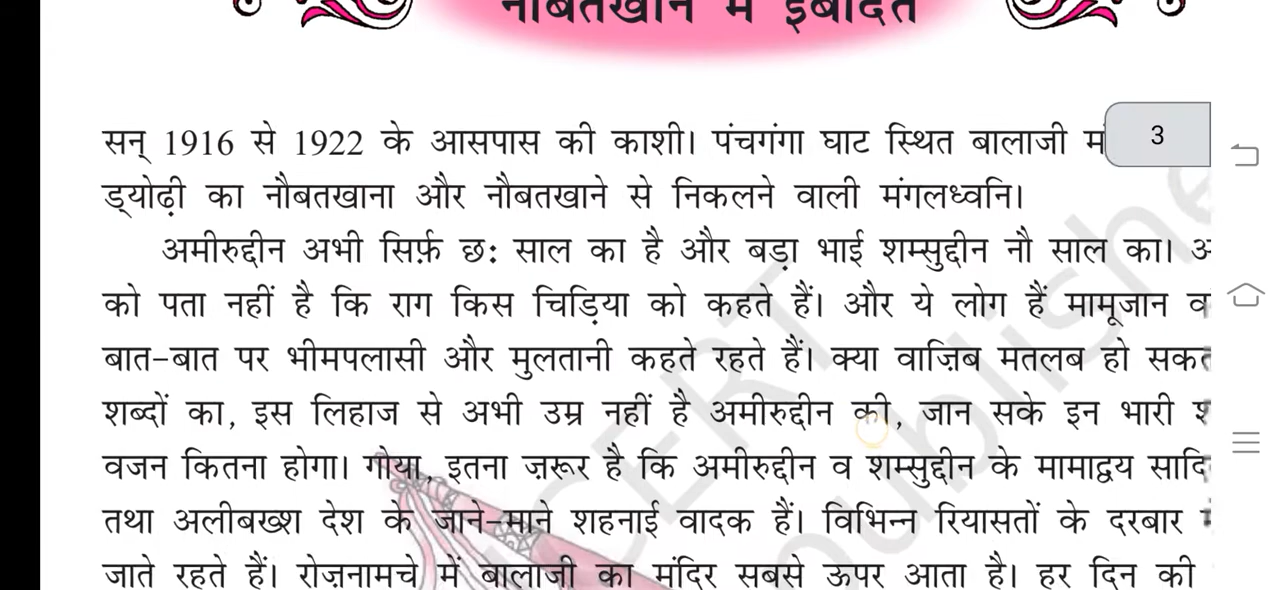 नौबतखाने में इबादत
3
सन् 1916 से 1922 के आसपास की काशी। पंचगंगा घाट स्थित बालाजी
ड्योढ़ी का नौबतखाना और नौबतखाने से निकलने वाली मंगलध्वनि।
अमीरुद्दीन अभी सिर्फ़ छः साल का है और बड़ा भाई शम्सुद्दीन नौ साल का।
को पता नहीं है कि राग किस चिड़िया को कहते हैं। और ये लोग हैं मामूजान
बात-बात पर भीमपलासी और मुलतानी कहते रहते हैं। क्या वाज़िब मतलब हो
शब्दों का, इस लिहाज से अभी उम्र नहीं है अमीरुद्दीन की, जान सके इन भारी
वजन कितना होगा। गोया, इतना ज़रूर है कि अमीरुद्दीन व शम्सुद्दीन के मामाद्वय
तथा अलीबख्श देश के जाने-माने शहनाई वादक हैं। विभिन्न रियासतों के दरबार
जाते रहते हैं। रोज़नामचे में बालाजी का मंदिर सबसे ऊपर आता है। हर दिन की